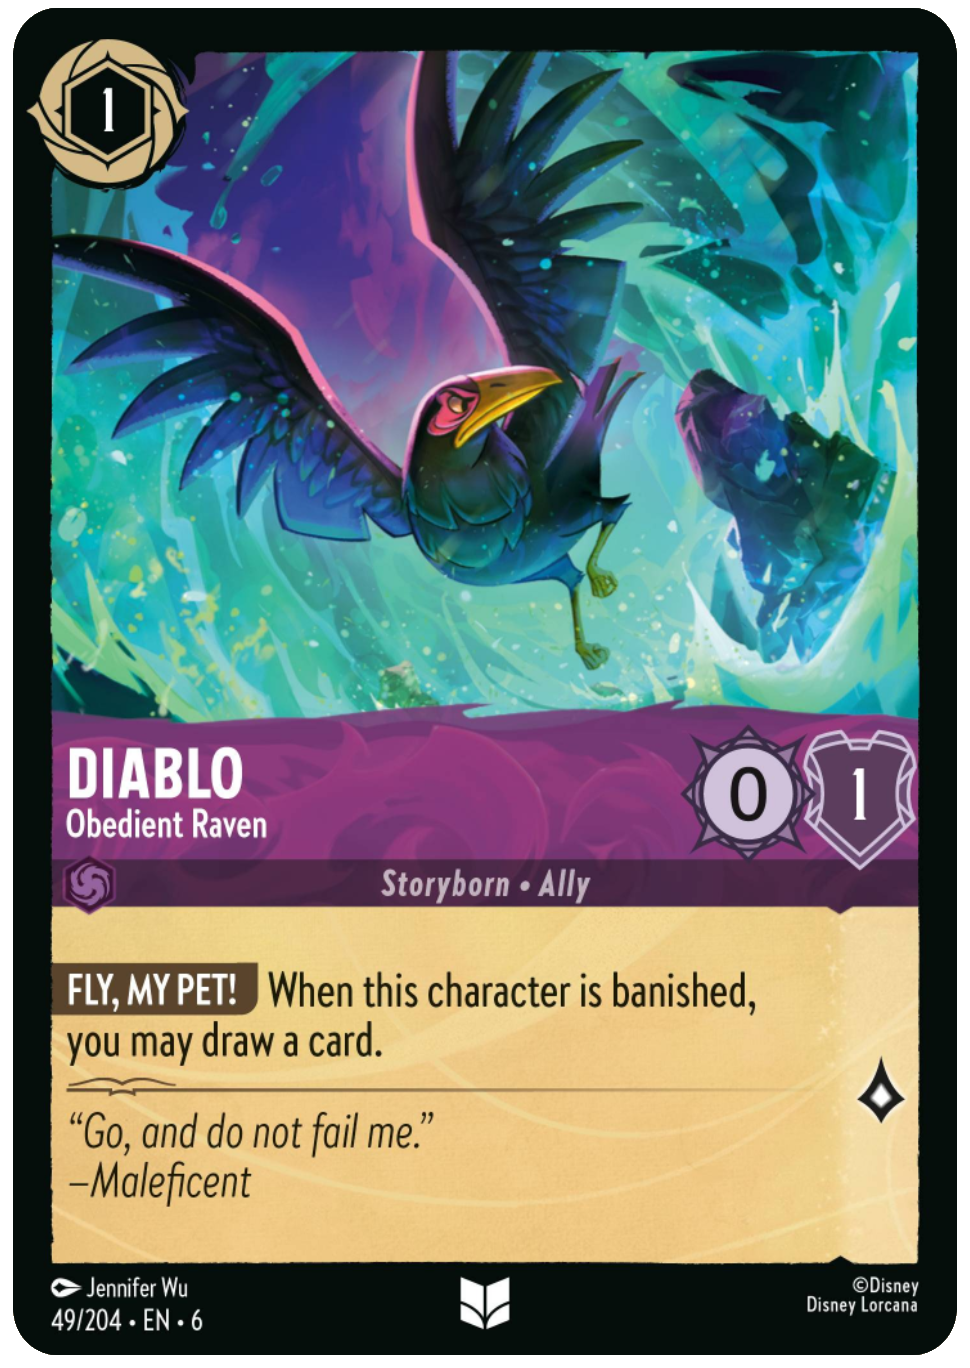 1
DIABLO
Obedient Raven
0 1
Storyborn • Ally
FLY, MY PET! When this character is banished,
you may draw a card.
“Go, and do not fail me.”
–Maleficent
Jennifer Wu
49/204 • EN • 6
©Disney
Disney Lorcana